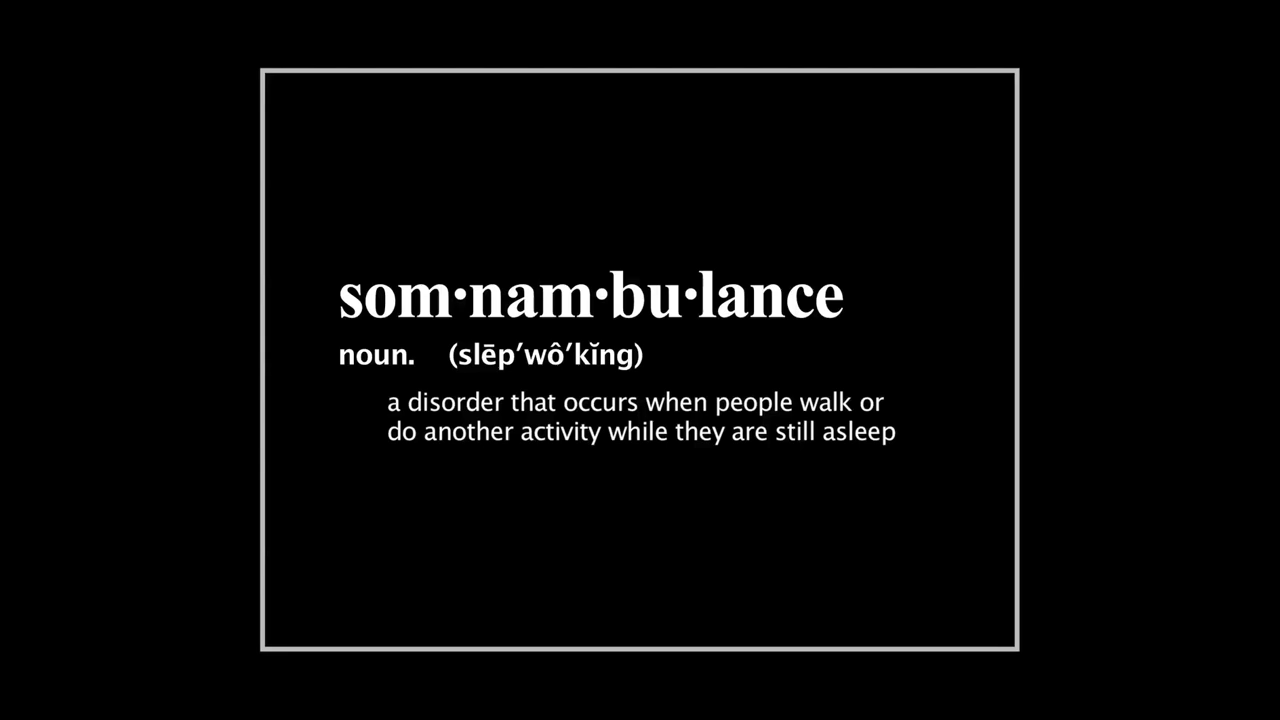 som·nam·bu·lance
noun. (slēp′wô′kĭng)
a disorder that occurs when people walk or
do another activity while they are still asleep